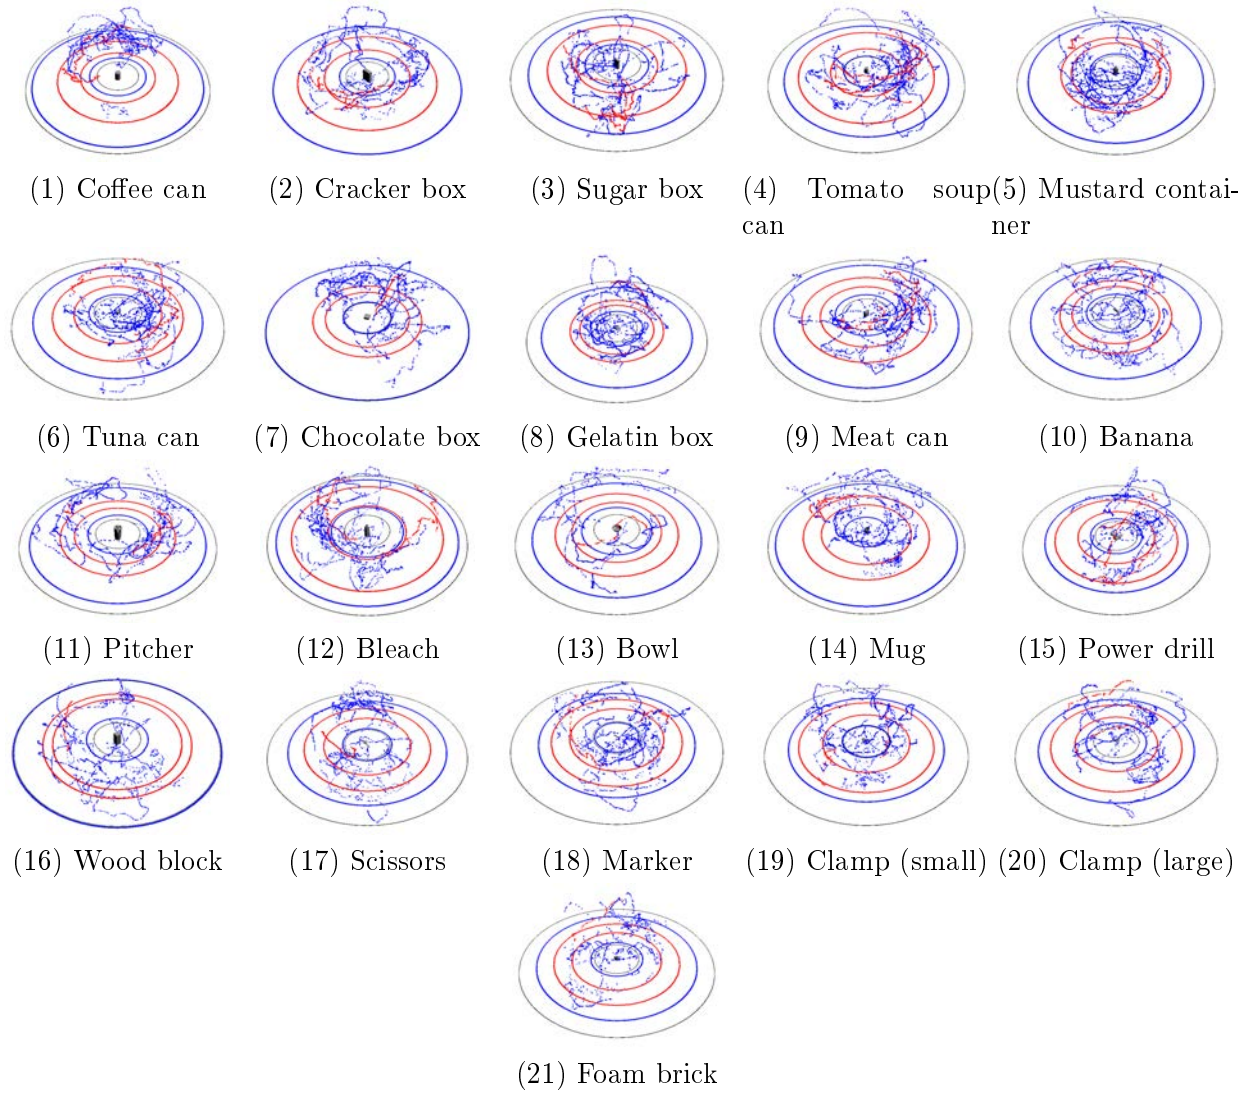 (1) Coffee can
(2) Cracker box
(3) Sugar box
(4) Tomato soup
can
(5) Mustard contai-
ner
(6) Tuna can
(7) Chocolate box
(8) Gelatin box
(9) Meat can
(10) Banana
(11) Pitcher
(12) Bleach
(13) Bowl
(14) Mug
(15) Power drill
(16) Wood block
(17) Scissors
(18) Marker
(19) Clamp (small)
(20) Clamp (large)
(21) Foam brick